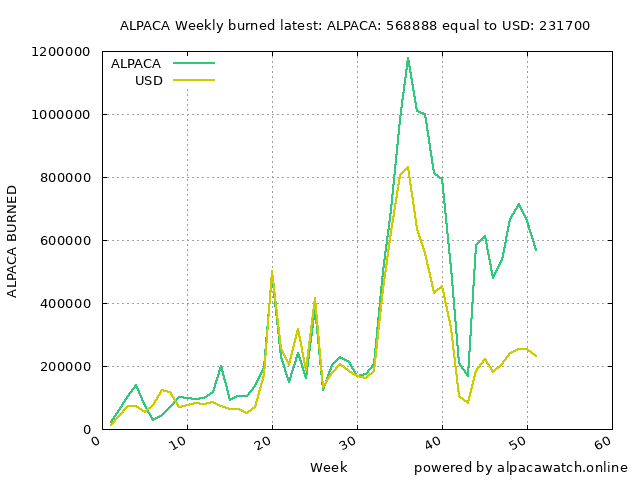 ALPACA Weekly burned latest: ALPACA: 568888 equal to USD: 231700
ALPACA
USD
ALPACA BURNED
1200000
1000000
800000
600000
400000
200000
0
0 10 20 30 40 50 60
Week
powered by alpacawatch.online